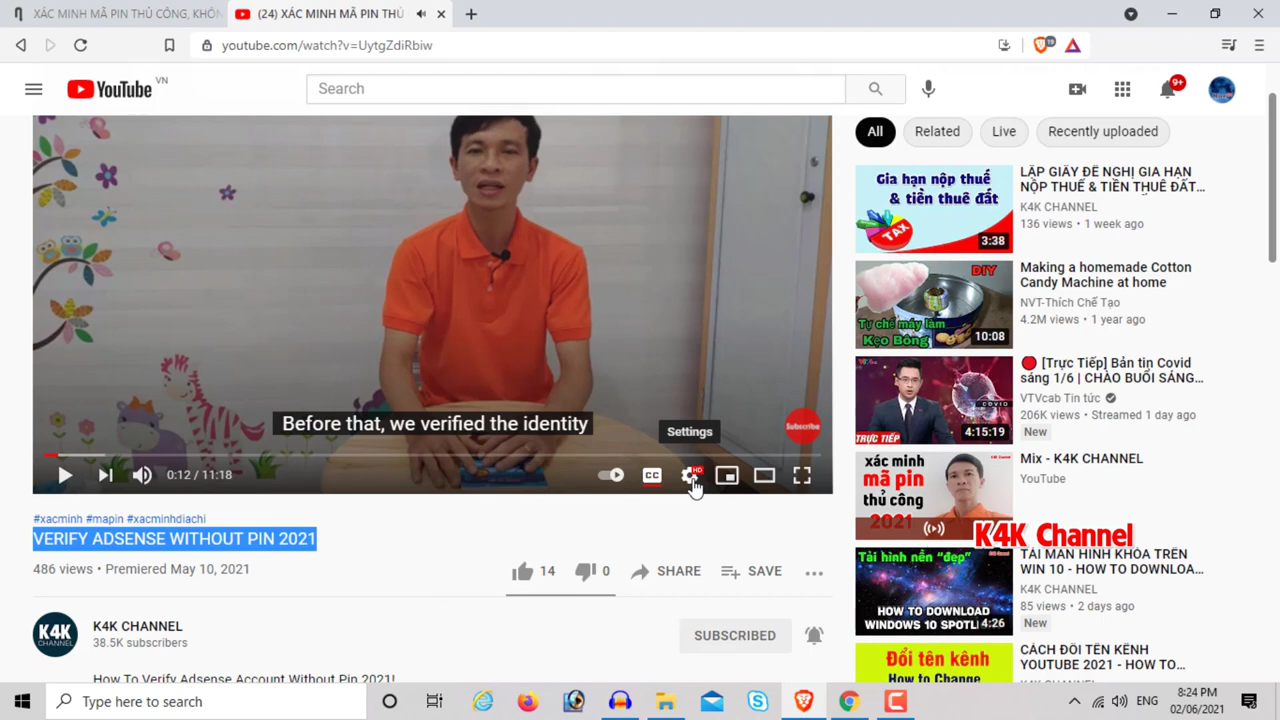 XÁC MINH MÃ PIN THỦ CÔNG, KHÔN
(24) XÁC MINH MÃ PIN THỦ
youtube.com/watch?v=UytgZdiRbiw
19
YouTube VN
Search
9+
All
Related
Live
Recently uploaded
Before that, we verified the identity
Settings
Subscribe
0:12 / 11:18
CC
HD
#xacminh #mapin #xacminhdiachi
VERIFY ADSENSE WITHOUT PIN 2021
486 views • Premiered May 10, 2021
14
0
SHARE
SAVE
K4K CHANNEL
K4K CHANNEL
38.5K subscribers
SUBSCRIBED
How To Verify Adsense Account Without Pin 2021!
Gia hạn nộp thuế
& tiền thuê đất
TAX
3:38
LẬP GIẤY ĐỀ NGHỊ GIA HẠN
NỘP THUẾ & TIỀN THUÊ ĐẤT...
K4K CHANNEL
136 views • 1 week ago
DIY
Tự chế máy làm
Kẹo Bông
10:08
Making a homemade Cotton
Candy Machine at home
NVT-Thích Chế Tạo
4.2M views • 1 year ago
COVID
TRỰC TIẾP
4:15:19
🔴 [Trực Tiếp] Bản tin Covid
sáng 1/6 | CHÀO BUỔI SÁNG...
VTVcab Tin tức
206K views • Streamed 1 day ago
New
xác minh
mã pin
thủ công
2021
Mix - K4K CHANNEL
YouTube
K4K Channel
Tải hình nền "đẹp"
HOW TO DOWNLOAD
WINDOWS 10 SPOTLI
4:26
TẢI MÀN HÌNH KHÓA TRÊN
WIN 10 - HOW TO DOWNLOA...
K4K CHANNEL
85 views • 2 days ago
New
Đổi tên kênh
How to Change
CÁCH ĐỔI TÊN KÊNH
YOUTUBE 2021 - HOW TO...
Type here to search
ENG
8:24 PM
02/06/2021